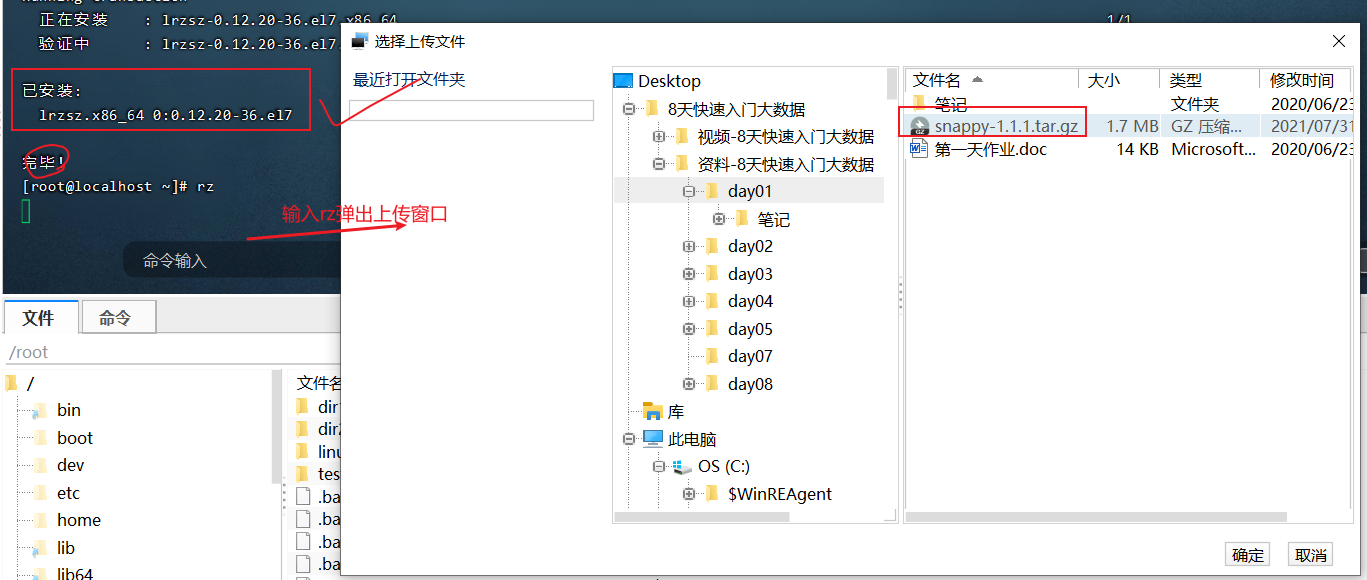 正在安装    : lrzsz-0.12.20-36.el7.x86_64    1/1
验证中      : lrzsz-0.12.20-36.el7.
已安装:
lrzsz.x86_64 0:0.12.20-36.el7
完毕!
[root@localhost ~]# rz
输入rz弹出上传窗口
命令输入
文件 命令
/root
/
bin
boot
dev
etc
home
lib
lib64
文件名
dir
dir
linu
tes
.ba
.ba
.ba
.ba
选择上传文件
最近打开文件夹
Desktop
8天快速入门大数据
视频-8天快速入门大数据
资料-8天快速入门大数据
day01
笔记
day02
day03
day04
day05
day07
day08
库
此电脑
OS (C:)
$WinREAgent
文件名 大小 类型 修改时间
笔记 文件夹 2020/06/23
snappy-1.1.1.tar.gz 1.7 MB GZ 压缩... 2021/07/31
第一天作业.doc 14 KB Microsoft... 2020/06/23
确定 取消